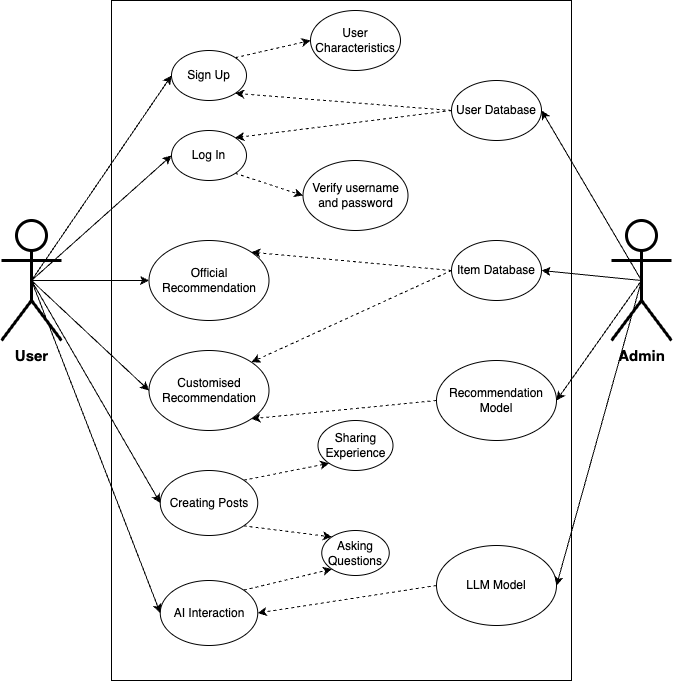 User
Characteristics
Sign Up
User Database
Log In
Verify username
and password
Official
Recommendation
Item Database
User
Admin
Customised
Recommendation
Recommendation
Model
Sharing
Experience
Creating Posts
Asking
Questions
AI Interaction
LLM Model